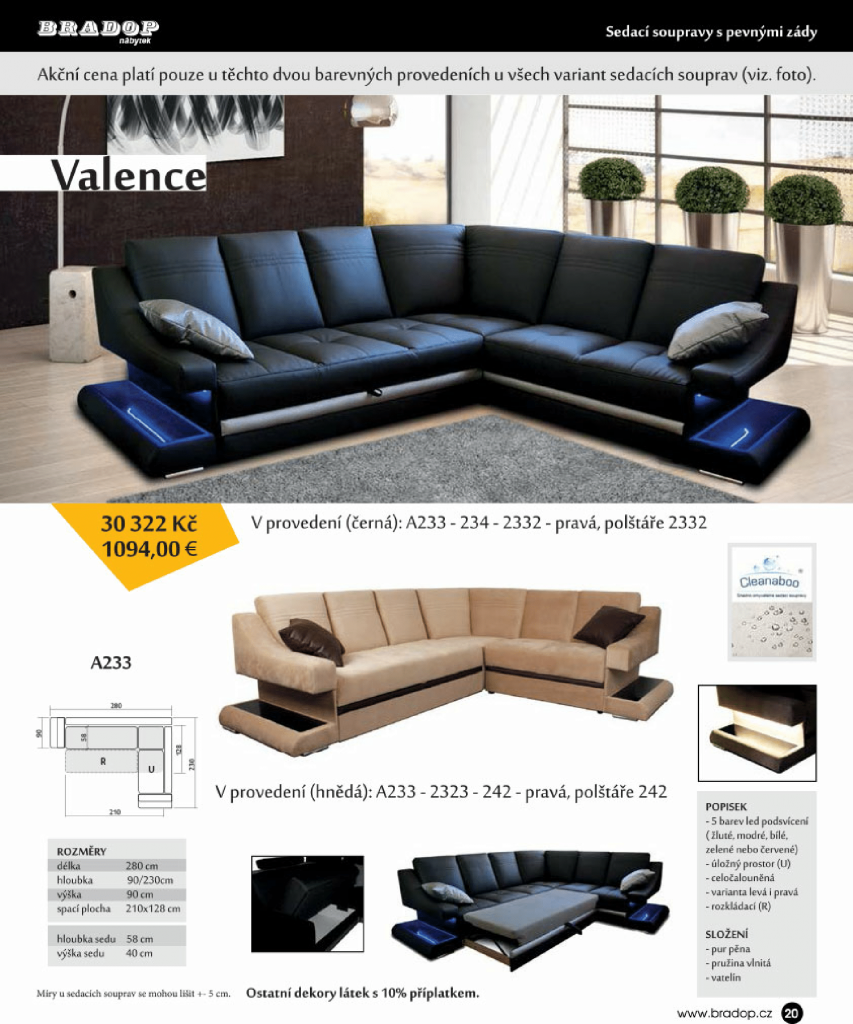 BRADOP
nábytek
Sedací soupravy s pevnými zády
Akční cena platí pouze u těchto dvou barevných provedeních u všech variant sedacích souprav (viz. foto).
Valence
30 322 Kč
1094,00 €
V provedení (černá): A233 - 234 - 2332 - pravá, polštáře 2332
Cleanaboo
A233
280
90
58
128
230
R
U
210
V provedení (hnědá): A233 - 2323 - 242 - pravá, polštáře 242
ROZMĚRY
délka 280 cm
hloubka 90/230cm
výška 90 cm
spací plocha 210x128 cm
hloubka sedu 58 cm
výška sedu 40 cm
POPISEK
- 5 barev led podsvícení
( žluté, modré, bílé,
zelené nebo červené)
- úložný prostor (U)
- celočalouněná
- varianta levá i pravá
- rozkládací (R)
SLOŽENÍ
- pur pěna
- pružina vlnitá
- vatelín
Míry u sedacích souprav se mohou lišit +- 5 cm.
Ostatní dekory látek s 10% příplatkem.
www.bradop.cz 20